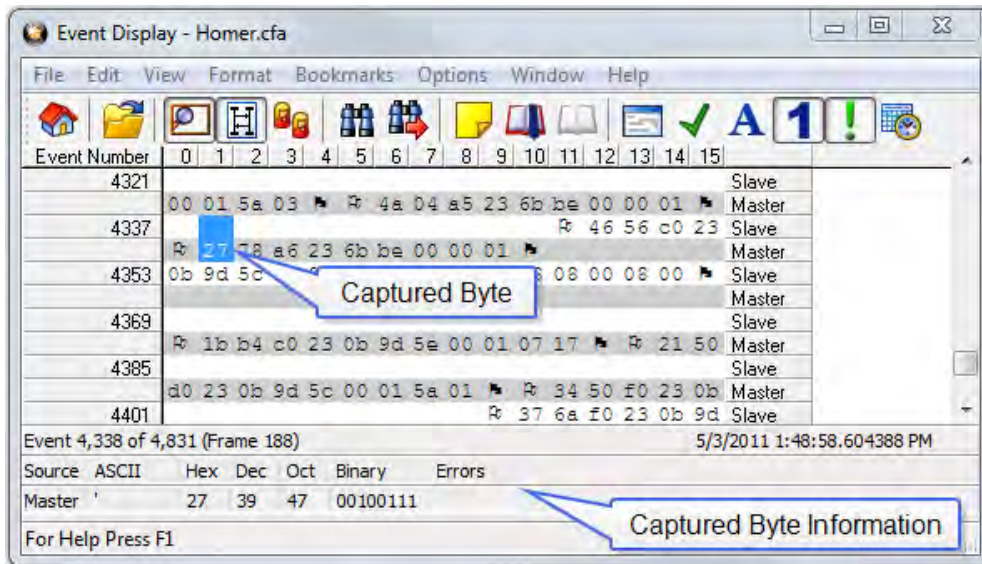 Event Display - Homer.cfa
File Edit View Format Bookmarks Options Window Help
A 1 !
Event Number 0 1 2 3 4 5 6 7 8 9 10 11 12 13 14 15
4321 Slave
00 01 5a 03 4a 04 a5 23 6b be 00 00 01 Master
4337 46 56 c0 23 Slave
27 78 a6 23 6b be 00 00 01 Master
4353 0b 9d 5c 08 00 08 00 Slave
Captured Byte
Master
4369 Slave
1b b4 c0 23 0b 9d 5e 00 01 07 17 21 50 Master
4385 Slave
d0 23 0b 9d 5c 00 01 5a 01 34 50 f0 23 0b Master
4401 37 6a f0 23 0b 9d Slave
Event 4,338 of 4,831 (Frame 188) 5/3/2011 1:48:58.604388 PM
Source ASCII Hex Dec Oct Binary Errors
Master ' 27 39 47 00100111
Captured Byte Information
For Help Press F1